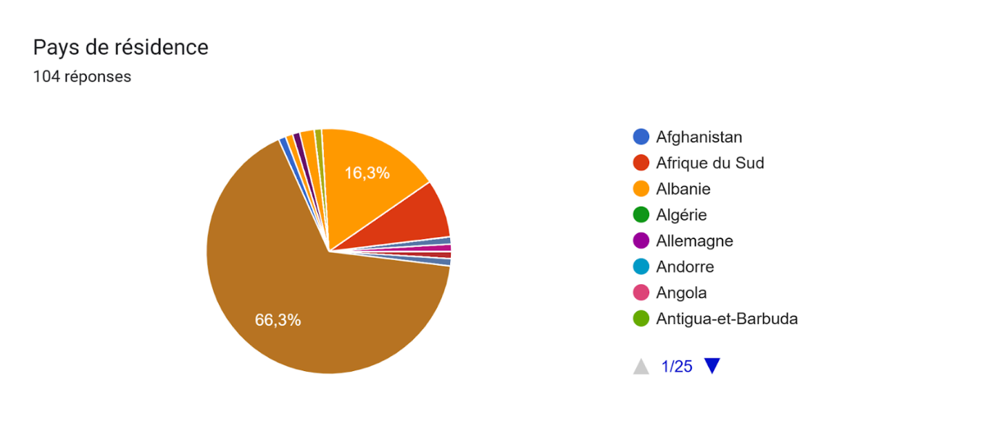 Pays de résidence
104 réponses
16,3%
66,3%
Afghanistan
Afrique du Sud
Albanie
Algérie
Allemagne
Andorre
Angola
Antigua-et-Barbuda
1/25